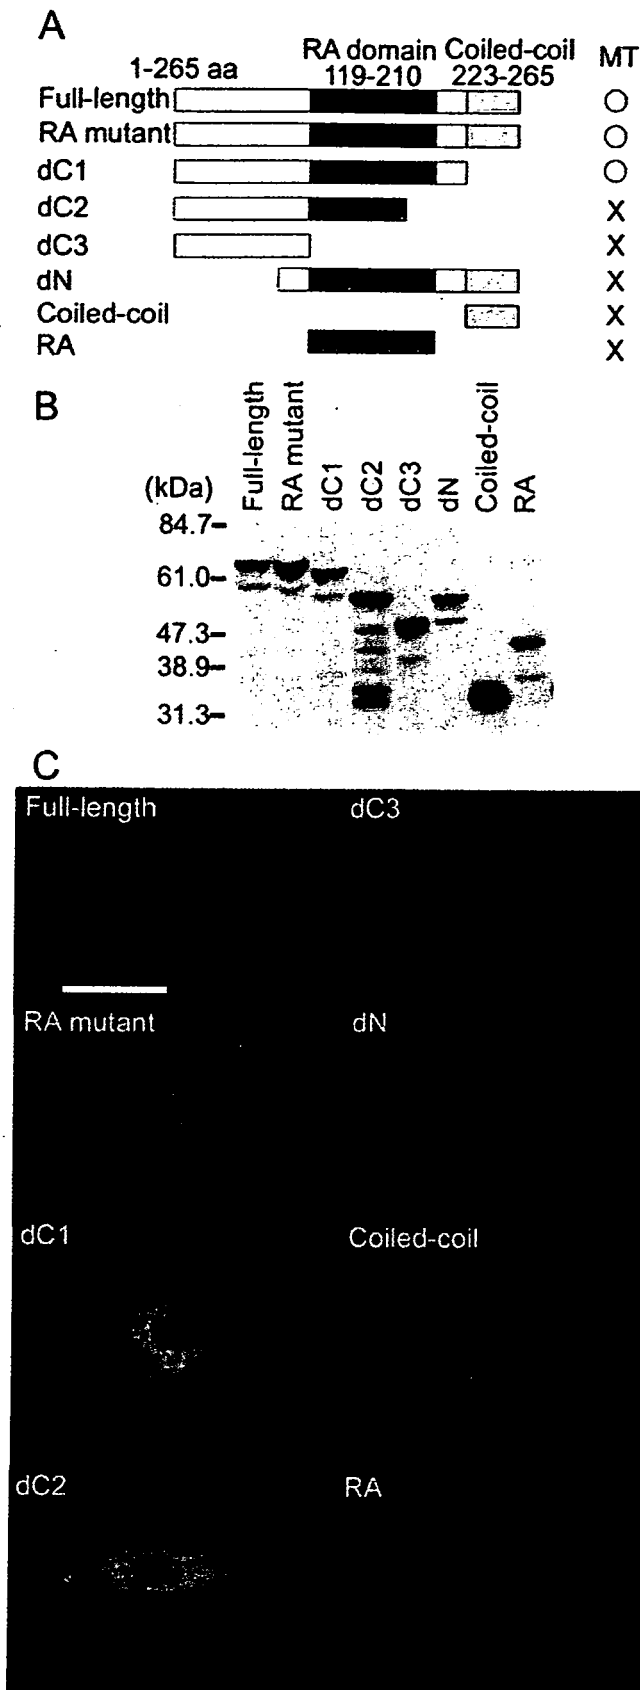 A
RA domain Coiled-coil MT
1-265 aa 119-210 223-265
Full-length O
RA mutant O
dC1 O
dC2 X
dC3 X
dN X
Coiled-coil X
RA X
B
Full-length RA mutant dC1 dC2 dC3 dN Coiled-coil RA
(kDa)
84.7-
61.0-
47.3-
38.9-
31.3-
C
Full-length dC3
RA mutant dN
dC1 Coiled-coil
dC2 RA